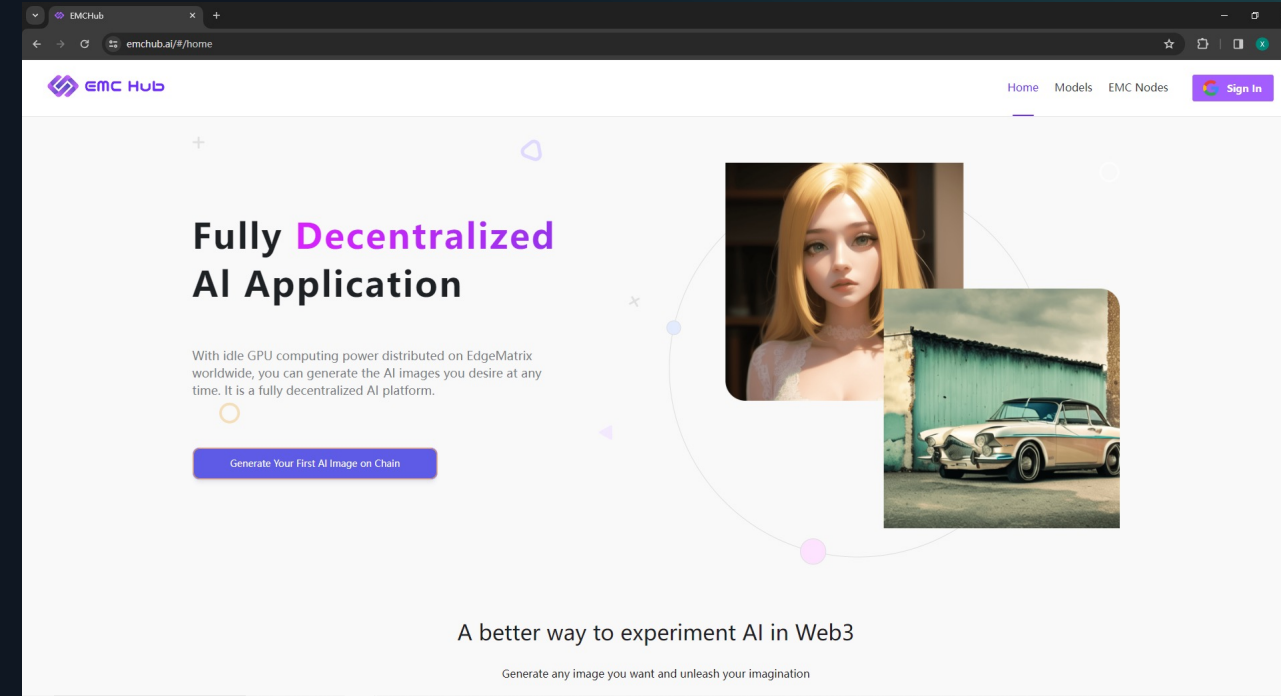 EMCHub
emchub.ai/#/home
X
EMC HUB
Home Models EMC Nodes Sign In
Fully Decentralized
AI Application
With idle GPU computing power distributed on EdgeMatrix
worldwide, you can generate the AI images you desire at any
time. It is a fully decentralized AI platform.
Generate Your First AI Image on Chain
A better way to experiment AI in Web3
Generate any image you want and unleash your imagination